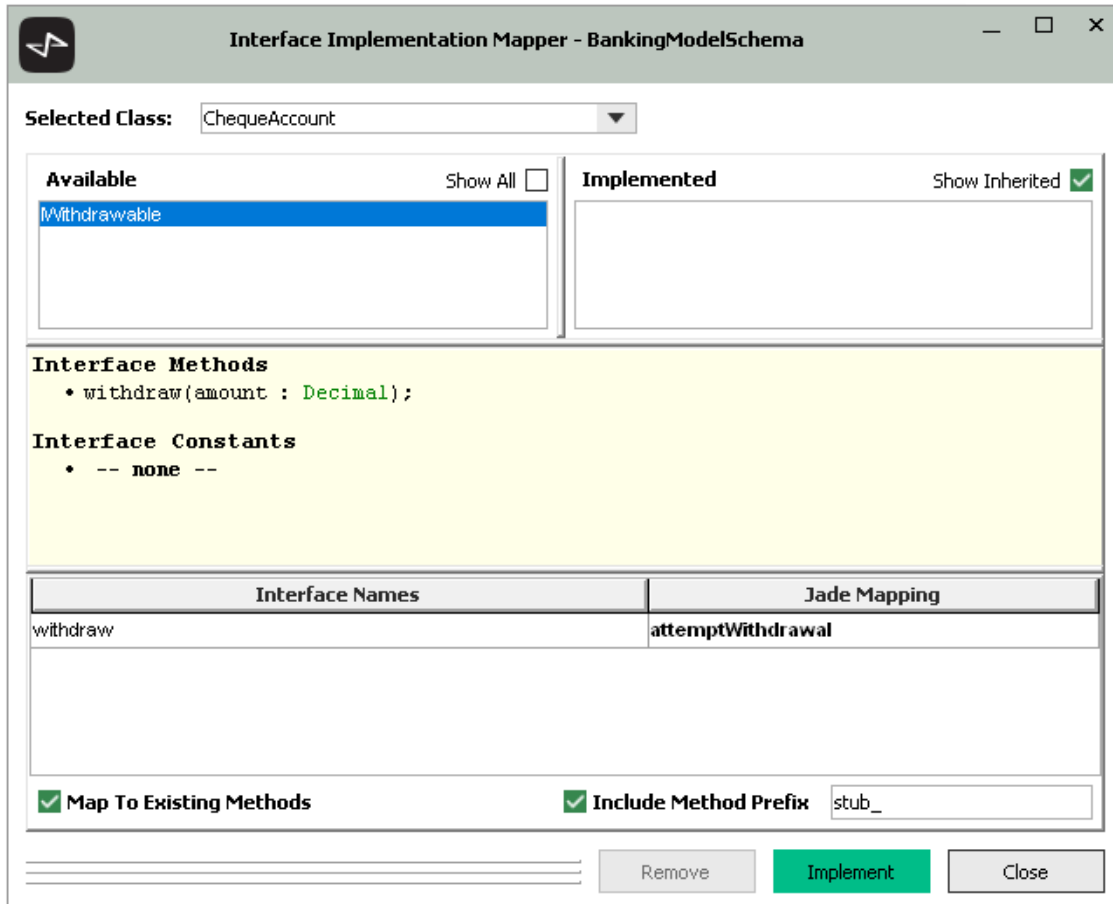 Interface Implementation Mapper - BankingModelSchema
Selected Class: ChequeAccount
Available Show All Implemented Show Inherited
IWithdrawable
Interface Methods
• withdraw(amount : Decimal);
Interface Constants
• -- none --
Interface Names Jade Mapping
withdraw attemptWithdrawal
Map To Existing Methods Include Method Prefix stub_
Remove Implement Close